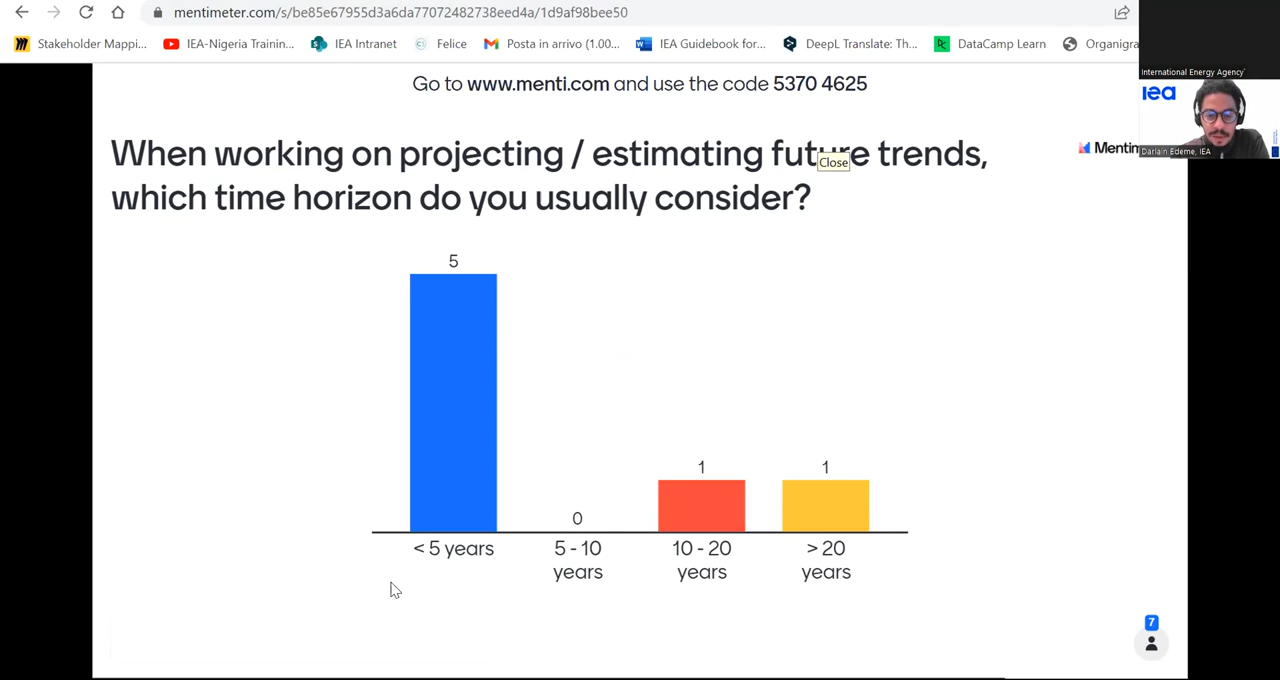 mentimeter.com/s/be85e67955d3a6da77072482738eed4a/1d9af98bee50
Stakeholder Mappi... IEA-Nigeria Trainin... IEA Intranet Felice Posta in arrivo (1.00... IEA Guidebook for... DeepL Translate: Th... DataCamp Learn Organigra
International Energy Agency
iea
Darlain Edeme, IEA
Go to www.menti.com and use the code 5370 4625
When working on projecting / estimating future trends,
which time horizon do you usually consider?
Close
Mentim
5
0
1
1
< 5 years
5 - 10
years
10 - 20
years
> 20
years
7